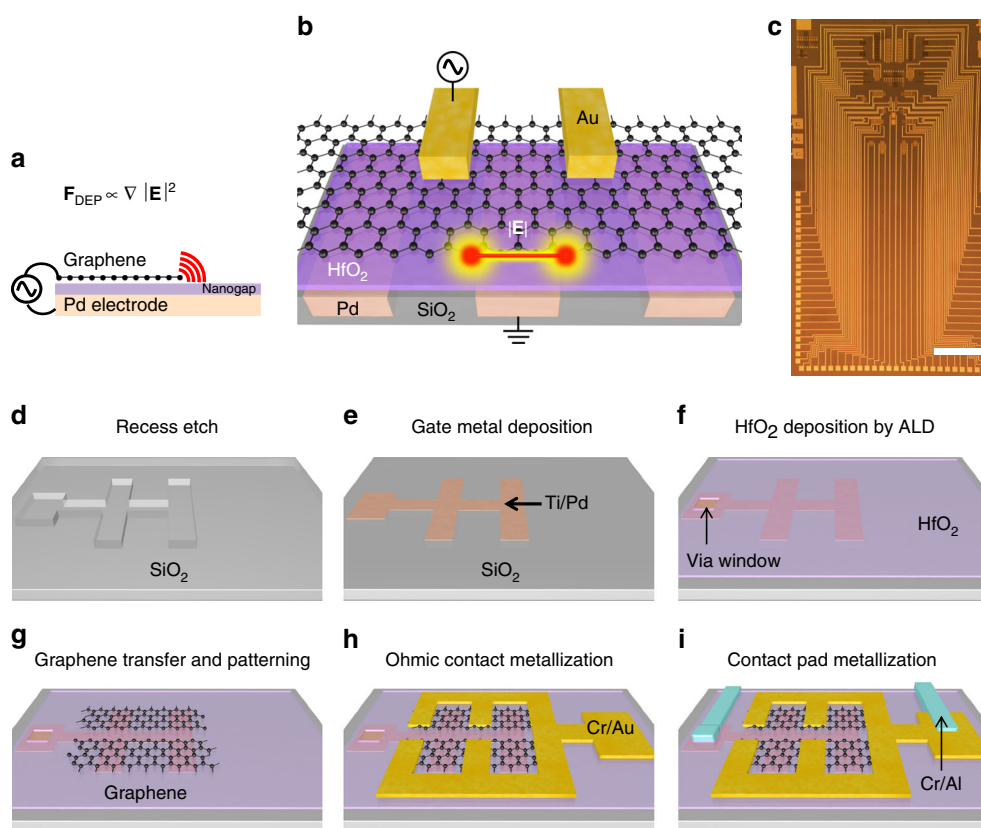 a
F_DEP ∝ ∇ |E|²
Graphene
Nanogap
Pd electrode
b
Au
|E|
HfO₂
Pd
SiO₂
c
d
Recess etch
SiO₂
e
Gate metal deposition
Ti/Pd
SiO₂
f
HfO₂ deposition by ALD
Via window
HfO₂
g
Graphene transfer and patterning
Graphene
h
Ohmic contact metallization
Cr/Au
i
Contact pad metallization
Cr/Al